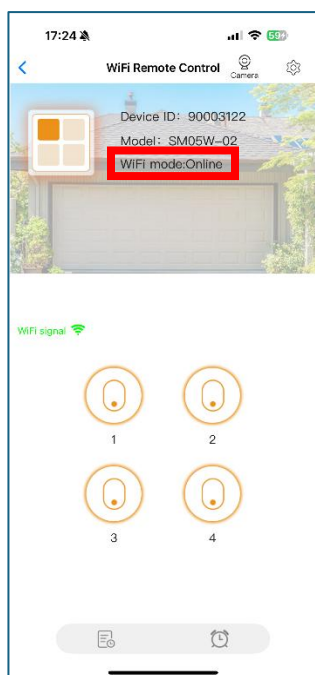 17:24
59
WiFi Remote Control
Camera
Device ID: 90003122
Model: SM05W-02
WiFi mode:Online
WiFi signal
1
2
3
4